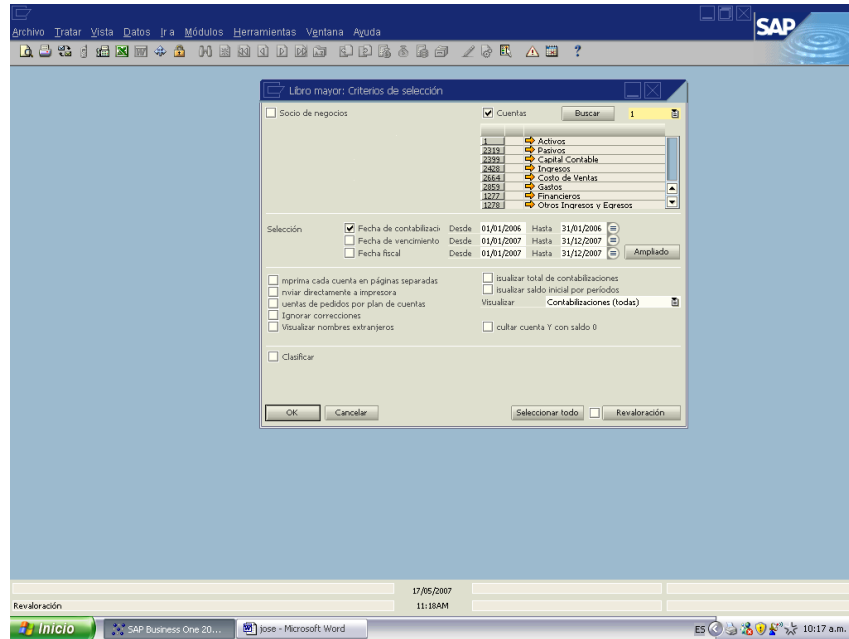 Archivo Tratar Vista Datos Ir a Módulos Herramientas Ventana Ayuda
SAP
Libro mayor: Criterios de selección
Socio de negocios
Cuentas Buscar 1
1 Activos
2319 Pasivos
2399 Capital Contable
2428 Ingresos
2664 Costo de Ventas
2859 Gastos
1277 Financieros
1278 Otros Ingresos y Egresos
Selección Fecha de contabilizaci Desde 01/01/2006 Hasta 31/01/2006
Fecha de vencimiento Desde 01/01/2007 Hasta 31/12/2007
Fecha fiscal Desde 01/01/2007 Hasta 31/12/2007 Ampliado
mprima cada cuenta en páginas separadas
nviar directamente a impresora
uentas de pedidos por plan de cuentas
Ignorar correcciones
Visualizar nombres extranjeros
isualizar total de contabilizaciones
isualizar saldo inicial por períodos
Visualizar Contabilizaciones (todas)
cultar cuenta Y con saldo 0
Clasificar
OK Cancelar Seleccionar todo Revaloración
17/05/2007
Revaloración 11:18AM
Inicio SAP Business One 20... jose - Microsoft Word ES 10:17 a.m.